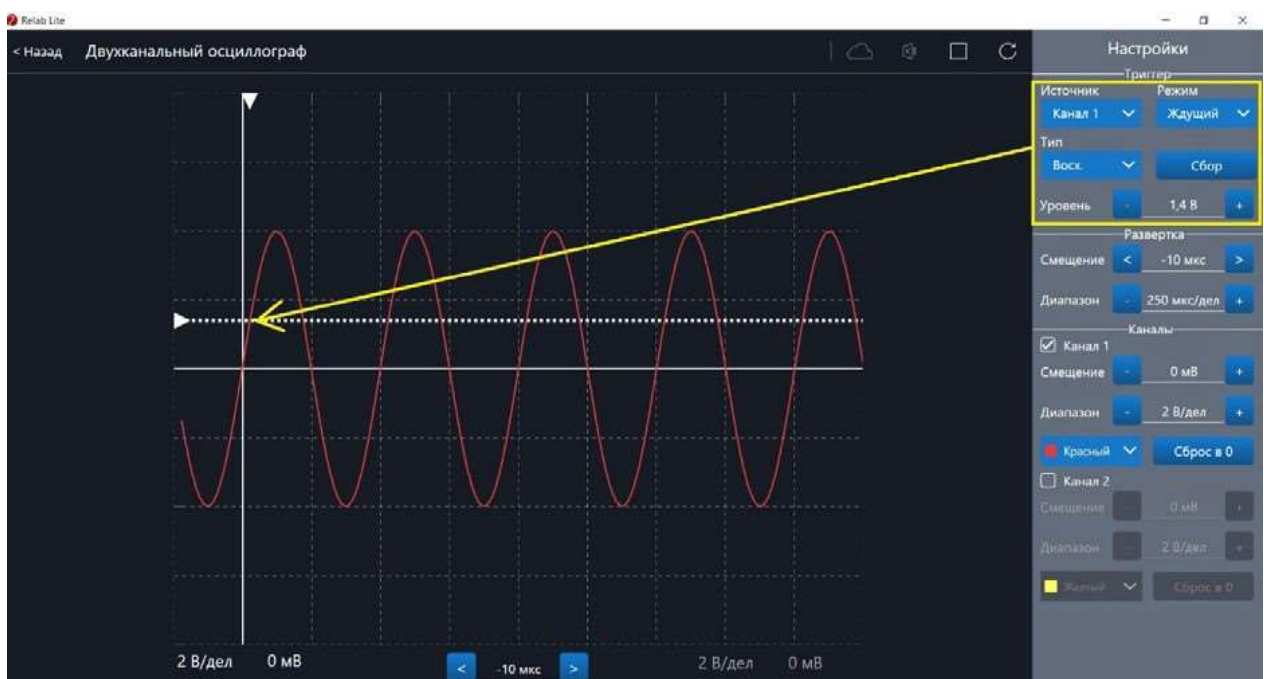 Relab Lite
< Назад Двухканальный осциллограф
Настройки
Триггер
Источник Режим
Канал 1 Ждущий
Тип
Восх. Сбор
Уровень - 1,4 В +
Развертка
Смещение < -10 мкс >
Диапазон - 250 мкс/дел +
Каналы
Канал 1
Смещение - 0 мВ +
Диапазон - 2 В/дел +
Красный Сброс в 0
Канал 2
Смещение - 0 мВ +
Диапазон - 2 В/дел +
Желтый Сброс в 0
2 В/дел 0 мВ < -10 мкс > 2 В/дел 0 мВ